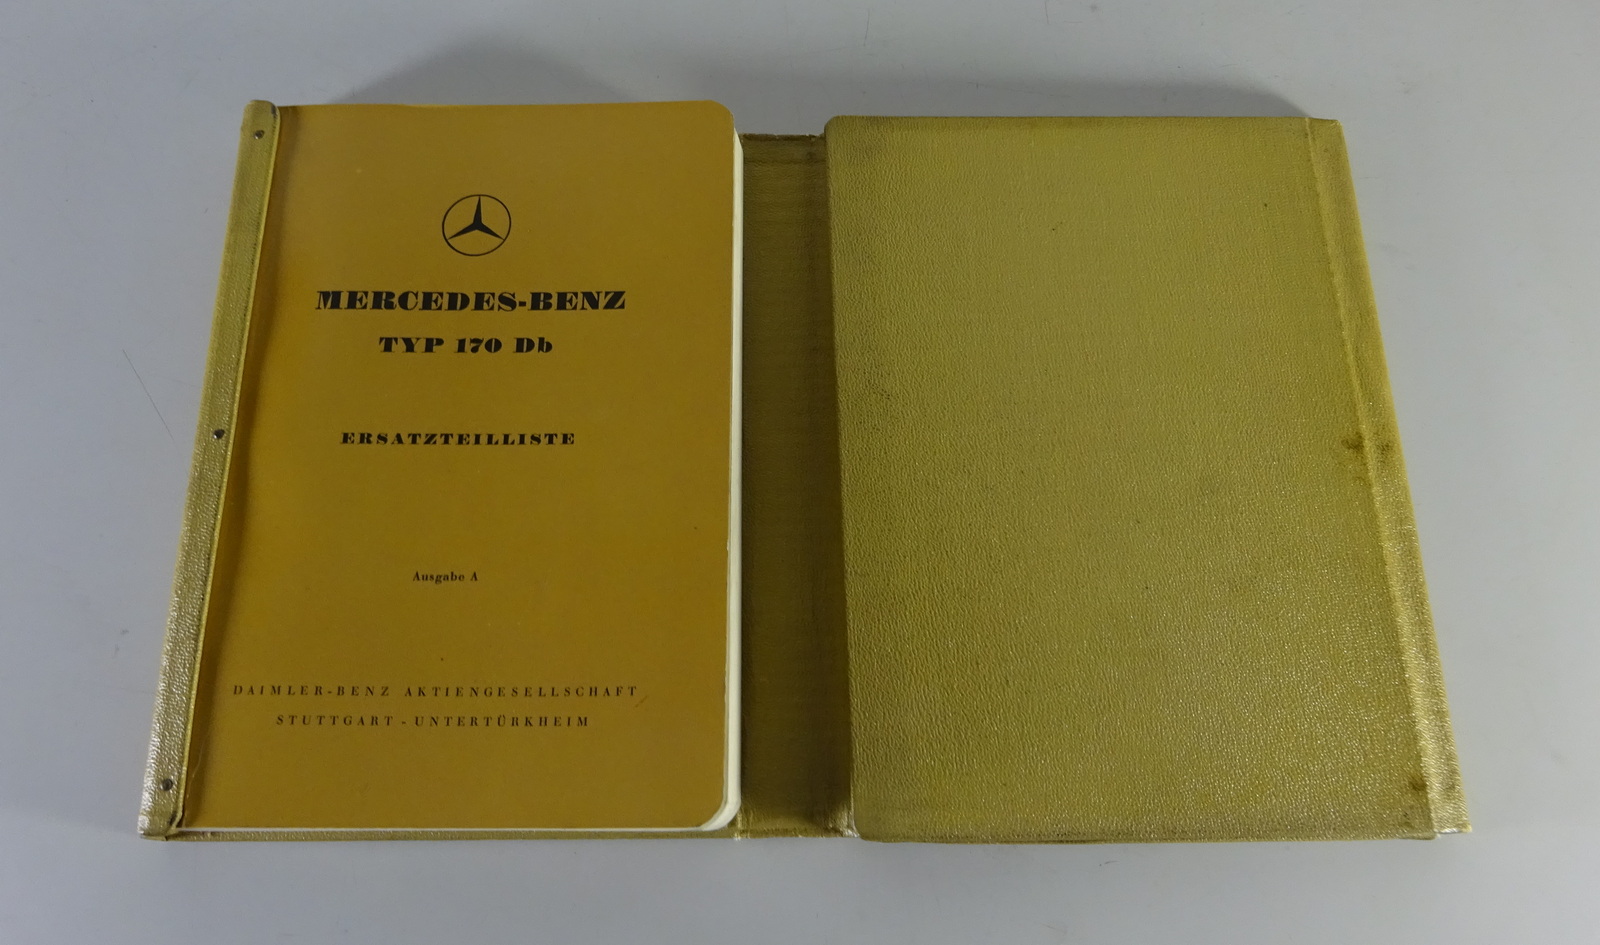 MERCEDES-BENZ
TYP 170 Db
ERSATZTEILLISTE
Ausgabe A
DAIMLER-BENZ AKTIENGESELLSCHAFT
STUTTGART - UNTERTÜRKHEIM